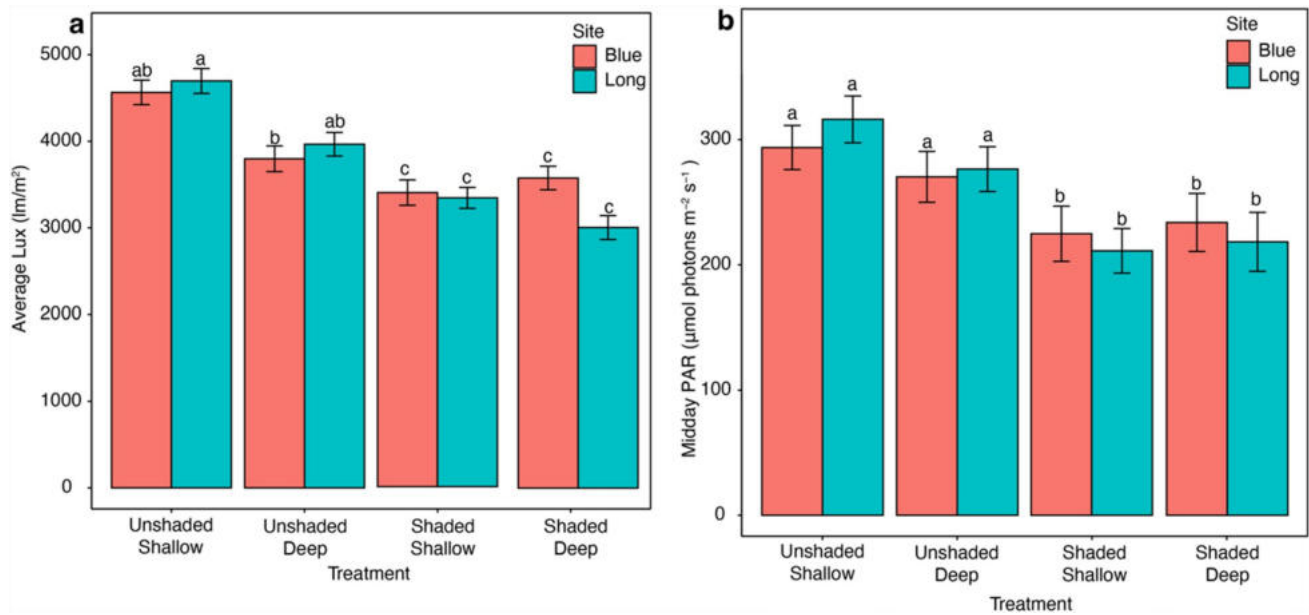 a
Site
Blue
Long
5000
4000
3000
2000
1000
0
Average Lux (lm/m²)
ab
a
b
ab
c
c
c
c
Unshaded Shallow
Unshaded Deep
Shaded Shallow
Shaded Deep
Treatment
b
Site
Blue
Long
300
200
100
0
Midday PAR (µmol photons m⁻² s⁻¹)
a
a
a
a
b
b
b
b
Unshaded Shallow
Unshaded Deep
Shaded Shallow
Shaded Deep
Treatment